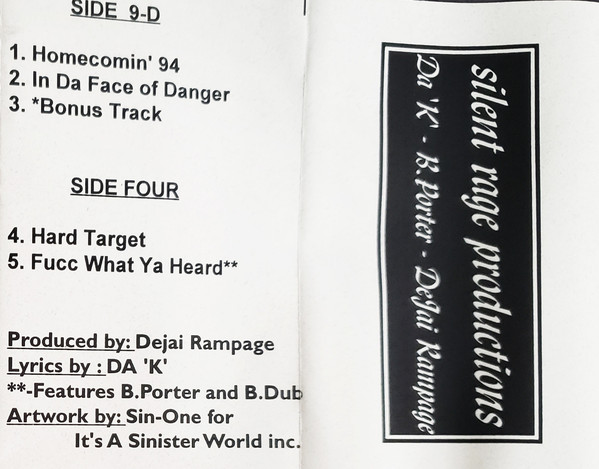 SIDE 9-D
1. Homecomin' 94
2. In Da Face of Danger
3. *Bonus Track
SIDE FOUR
4. Hard Target
5. Fucc What Ya Heard**
Produced by: Dejai Rampage
Lyrics by : DA 'K'
**-Features B.Porter and B.Dub
Artwork by: Sin-One for
It's A Sinister World inc.
silent rage productions
Da 'K' - B.Porter - DeJai Rampage